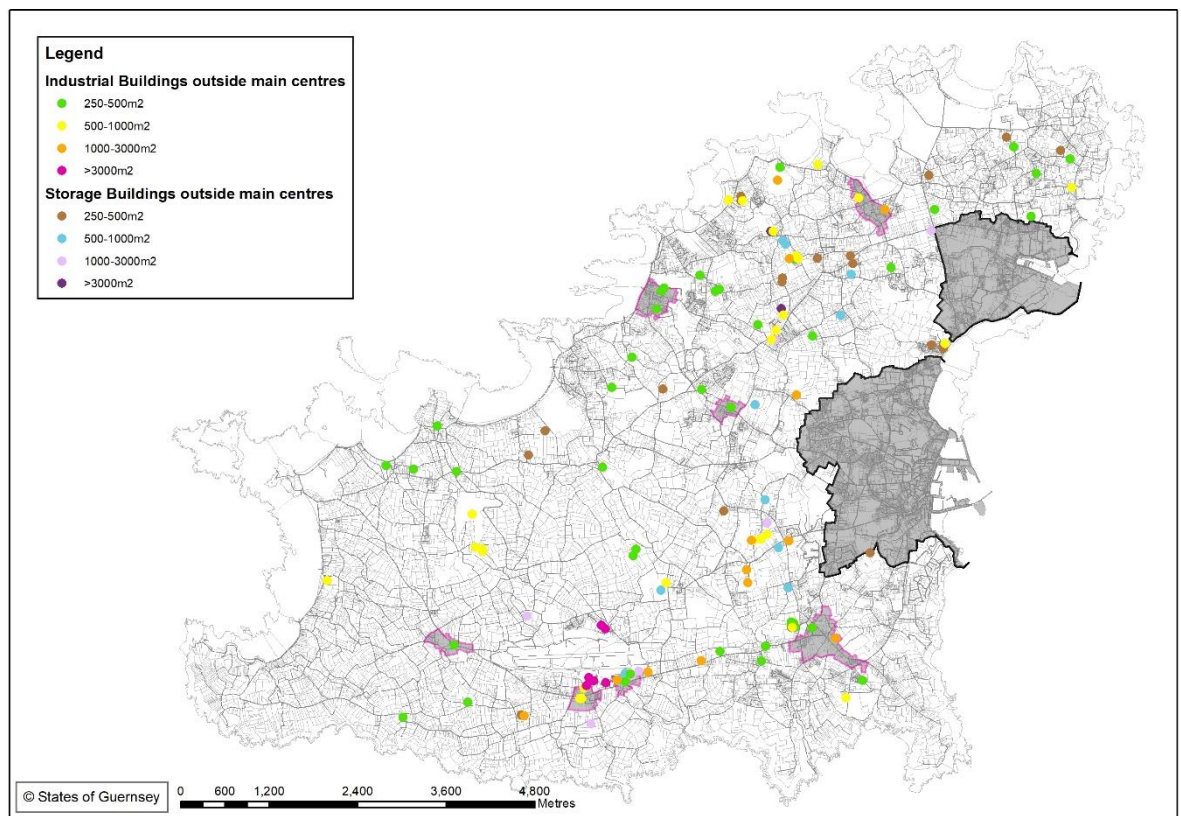 Legend
Industrial Buildings outside main centres
250-500m2
500-1000m2
1000-3000m2
>3000m2
Storage Buildings outside main centres
250-500m2
500-1000m2
1000-3000m2
>3000m2
© States of Guernsey
0 600 1,200 2,400 3,600 4,800
Metres